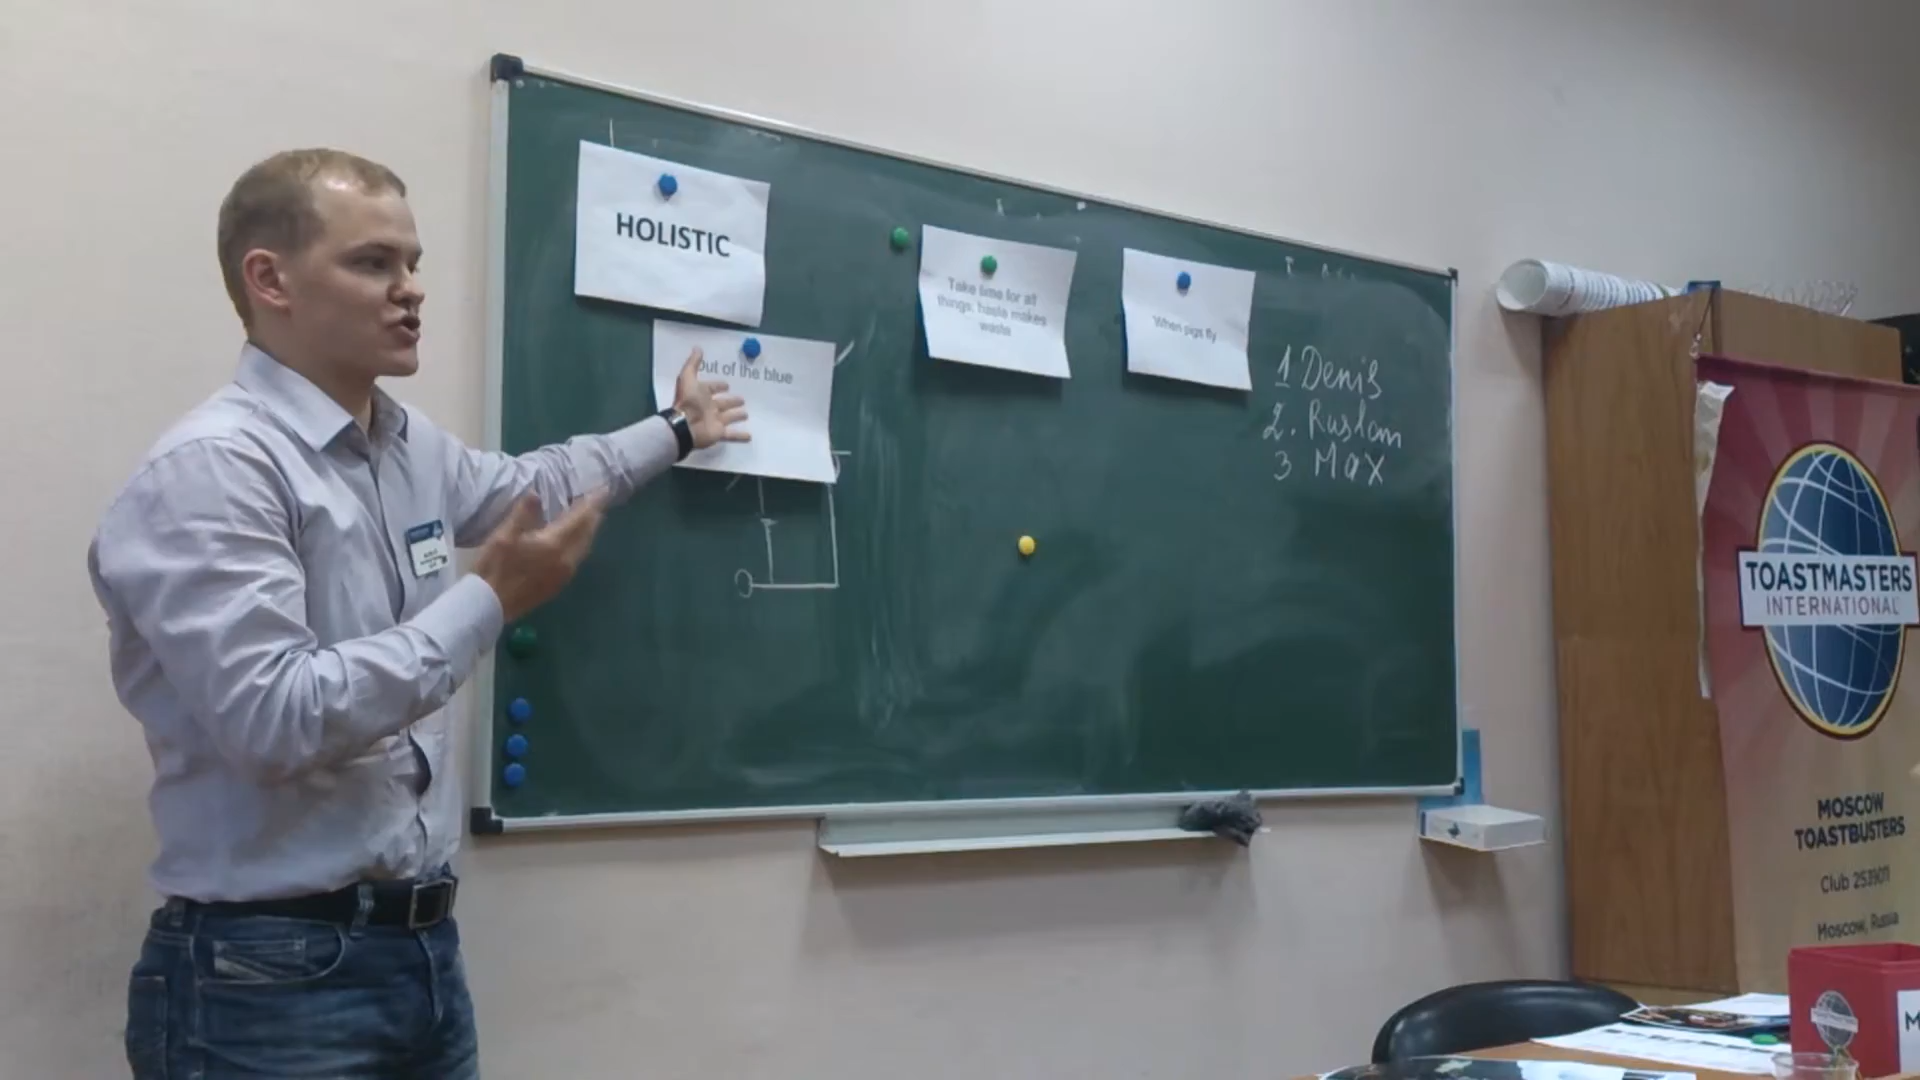 HOLISTIC
Out of the blue
Take time for all
things; haste makes
waste
When pigs fly
1 Denis
2. Ruslan
3 Max
TOASTMASTERS
INTERNATIONAL
MOSCOW
TOASTBUSTERS
Club
Moscow, Russia
TOASTMASTERS
M